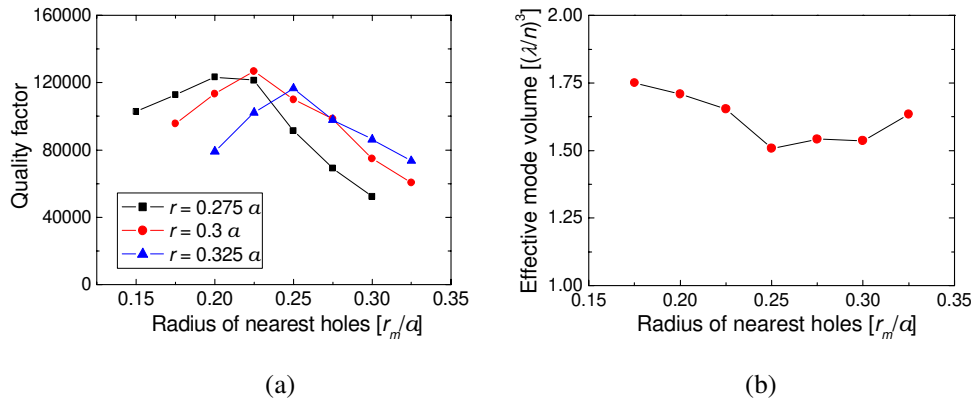 160000
120000
80000
40000
0
Quality factor
r = 0.275 a
r = 0.3 a
r = 0.325 a
0.15 0.20 0.25 0.30 0.35
Radius of nearest holes [r_m/a]
(a)
2.00
1.75
1.50
1.25
1.00
Effective mode volume [(λ/n)^3]
0.15 0.20 0.25 0.30 0.35
Radius of nearest holes [r_m/a]
(b)